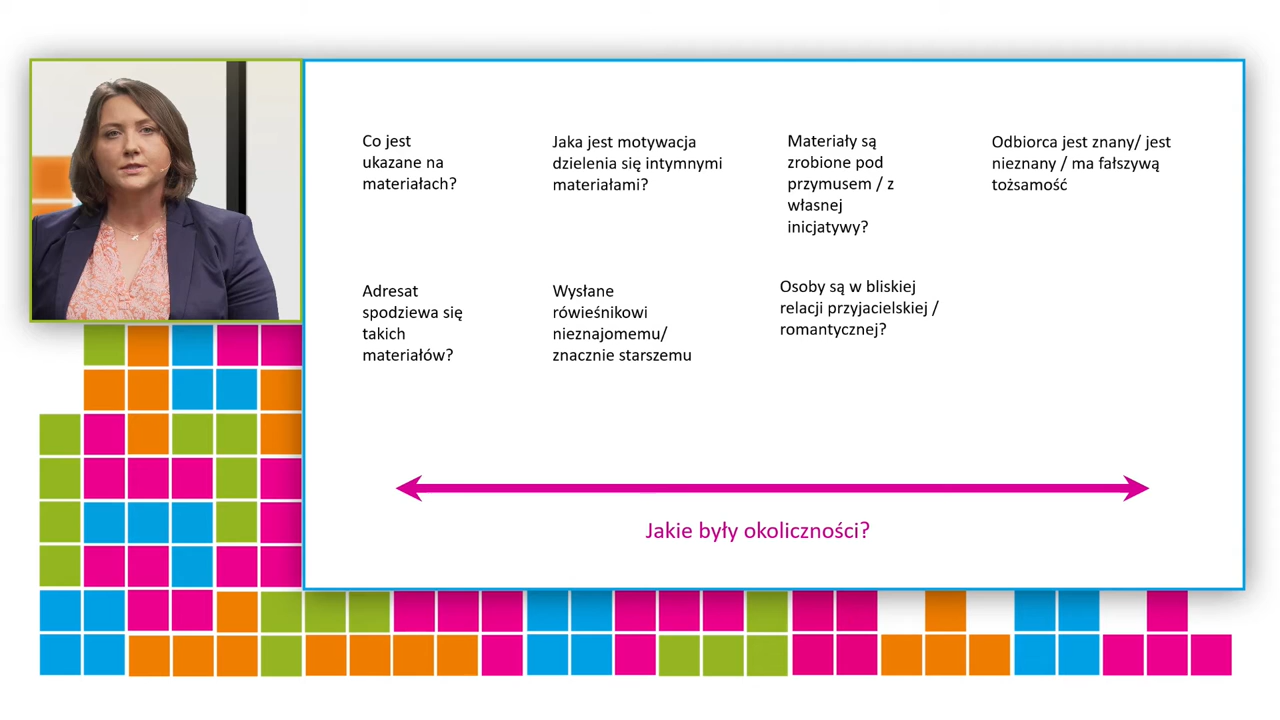 Co jest
ukazane na
materiałach?
Jaka jest motywacja
dzielenia się intymnymi
materiałami?
Materiały są
zrobione pod
przymusem / z
własnej
inicjatywy?
Odbiorca jest znany/ jest
nieznany / ma fałszywą
tożsamość
Adresat
spodziewa się
takich
materiałów?
Wysłane
rówieśnikowi
nieznajomemu/
znacznie starszemu
Osoby są w bliskiej
relacji przyjacielskiej /
romantycznej?
Jakie były okoliczności?